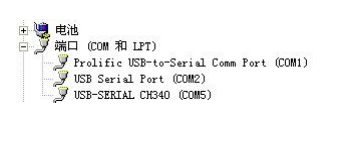 电池
端口 (COM 和 LPT)
Prolific USB-to-Serial Comm Port (COM1)
USB Serial Port (COM2)
USB-SERIAL CH340 (COM5)